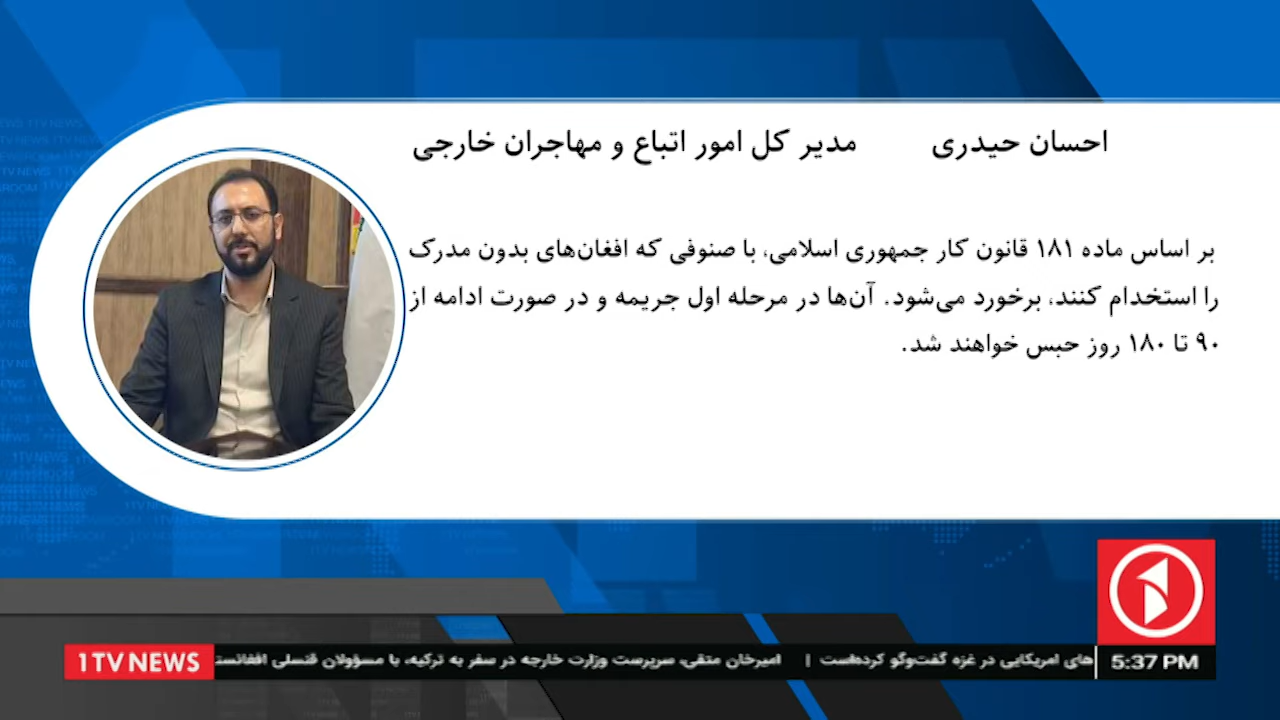 احسان حیدری مدیر کل امور اتباع و مهاجران خارجی
بر اساس ماده ۱۸۱ قانون کار جمهوری اسلامی، با صنوفی که افغان‌های بدون مدرک
را استخدام کنند، برخورد می‌شود. آن‌ها در مرحله اول جریمه و در صورت ادامه از
۹۰ تا ۱۸۰ روز حبس خواهند شد.
5:37 PM
های امریکایی در غزه گفت‌وگو کرده‌است | امیرخان متقی، سرپرست وزارت خارجه در سفر به ترکیه، با مسؤولان قنسلی افغانست
1TV NEWS